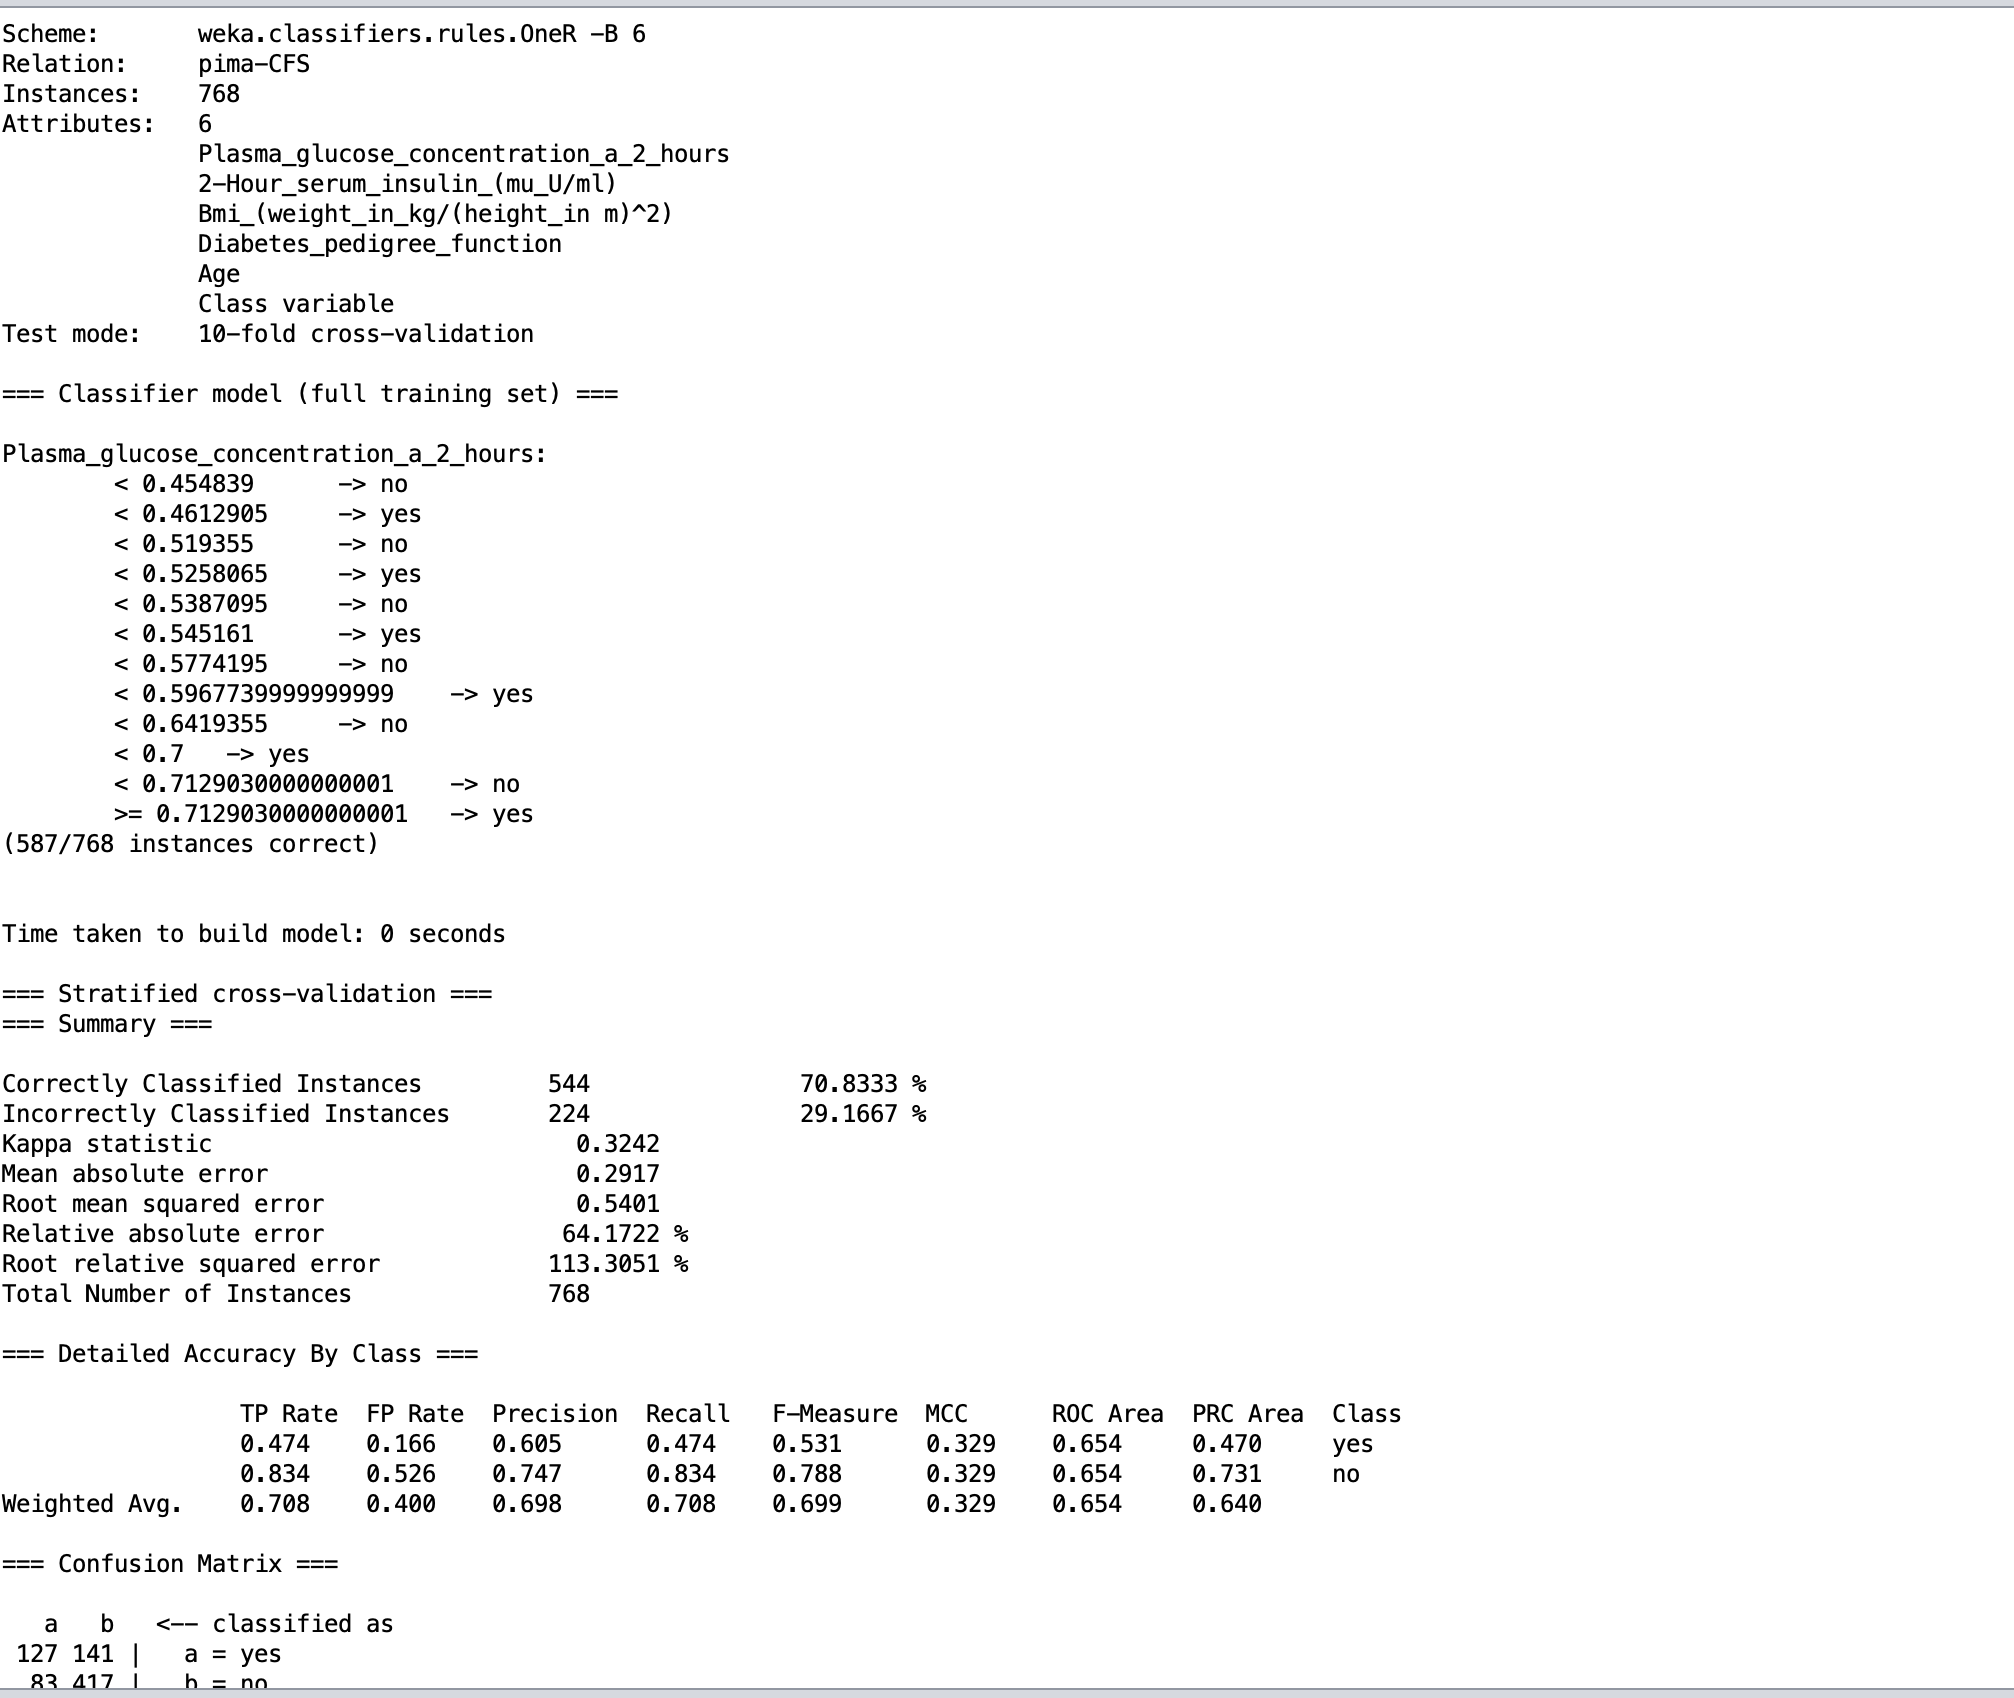 Scheme:       weka.classifiers.rules.OneR -B 6
Relation:     pima-CFS
Instances:    768
Attributes:   6
              Plasma_glucose_concentration_a_2_hours
              2-Hour_serum_insulin_(mu_U/ml)
              Bmi_(weight_in_kg/(height_in m)^2)
              Diabetes_pedigree_function
              Age
              Class variable
Test mode:    10-fold cross-validation

=== Classifier model (full training set) ===

Plasma_glucose_concentration_a_2_hours:
        < 0.454839      -> no
        < 0.4612905     -> yes
        < 0.519355      -> no
        < 0.5258065     -> yes
        < 0.5387095     -> no
        < 0.545161      -> yes
        < 0.5774195     -> no
        < 0.5967739999999999    -> yes
        < 0.6419355     -> no
        < 0.7   -> yes
        < 0.7129030000000001    -> no
        >= 0.7129030000000001   -> yes
(587/768 instances correct)

Time taken to build model: 0 seconds

=== Stratified cross-validation ===
=== Summary ===

Correctly Classified Instances         544               70.8333 %
Incorrectly Classified Instances       224               29.1667 %
Kappa statistic                          0.3242
Mean absolute error                      0.2917
Root mean squared error                  0.5401
Relative absolute error                 64.1722 %
Root relative squared error            113.3051 %
Total Number of Instances              768

=== Detailed Accuracy By Class ===

                 TP Rate  FP Rate  Precision  Recall   F-Measure  MCC      ROC Area  PRC Area  Class
                 0.474    0.166    0.605      0.474    0.531      0.329    0.654     0.470     yes
                 0.834    0.526    0.747      0.834    0.788      0.329    0.654     0.731     no
Weighted Avg.    0.708    0.400    0.698      0.708    0.699      0.329    0.654     0.640

=== Confusion Matrix ===

   a   b   <-- classified as
 127 141 |   a = yes
  83 417 |   b = no